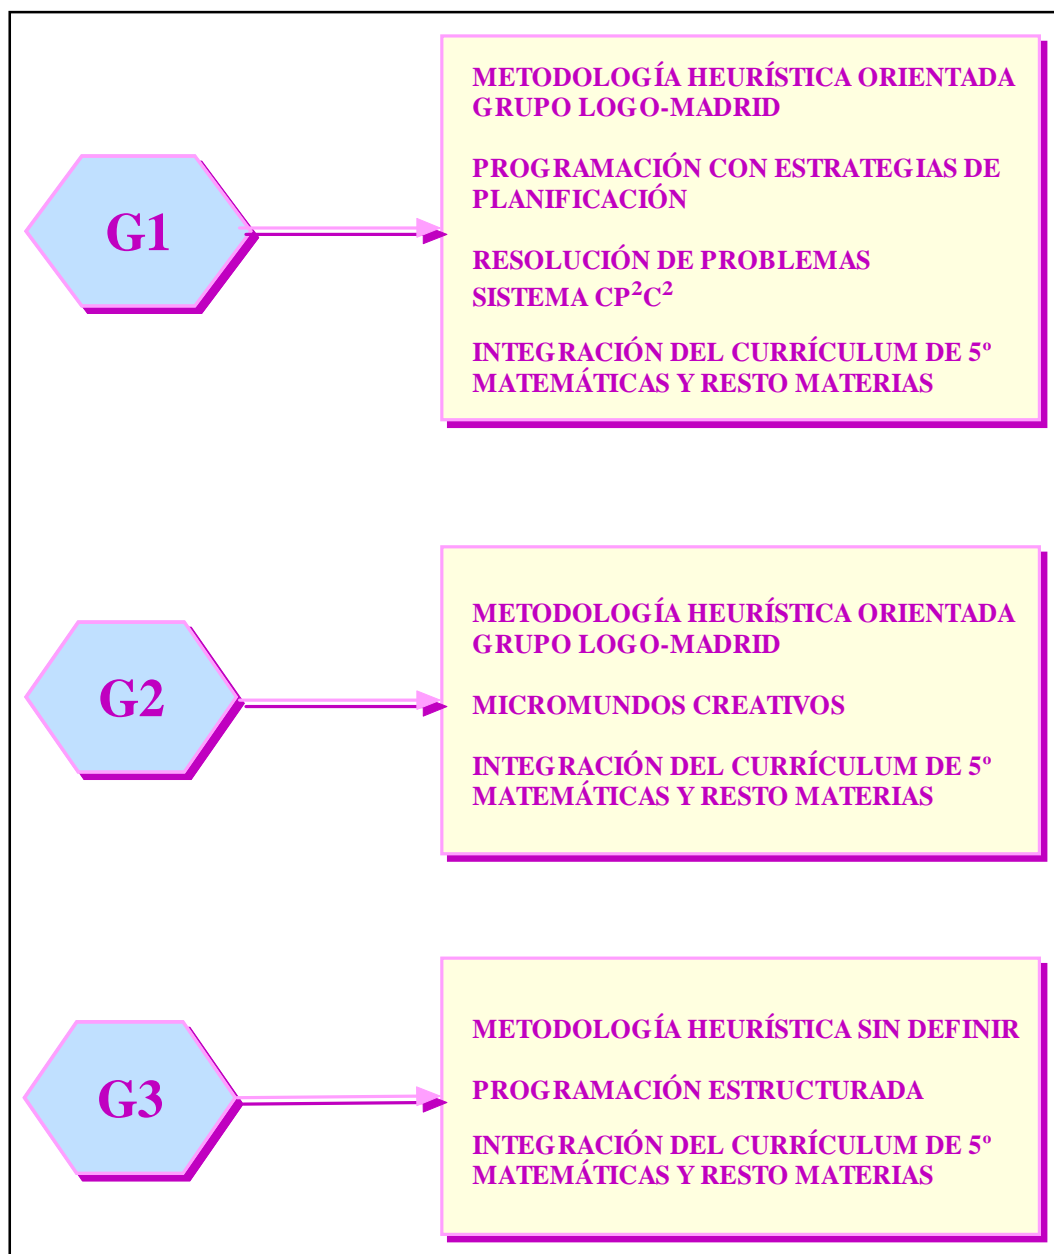 G1
METODOLOGÍA HEURÍSTICA ORIENTADA
GRUPO LOGO-MADRID
PROGRAMACIÓN CON ESTRATEGIAS DE
PLANIFICACIÓN
RESOLUCIÓN DE PROBLEMAS
SISTEMA CP²C²
INTEGRACIÓN DEL CURRÍCULUM DE 5º
MATEMÁTICAS Y RESTO MATERIAS
G2
METODOLOGÍA HEURÍSTICA ORIENTADA
GRUPO LOGO-MADRID
MICROMUNDOS CREATIVOS
INTEGRACIÓN DEL CURRÍCULUM DE 5º
MATEMÁTICAS Y RESTO MATERIAS
G3
METODOLOGÍA HEURÍSTICA SIN DEFINIR
PROGRAMACIÓN ESTRUCTURADA
INTEGRACIÓN DEL CURRÍCULUM DE 5º
MATEMÁTICAS Y RESTO MATERIAS